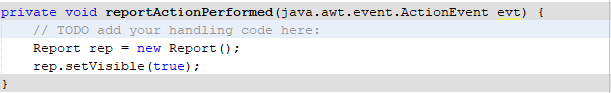 private void reportActionPerformed(java.awt.event.ActionEvent evt) {
// TODO add your handling code here:
Report rep = new Report();
rep.setVisible(true);
}